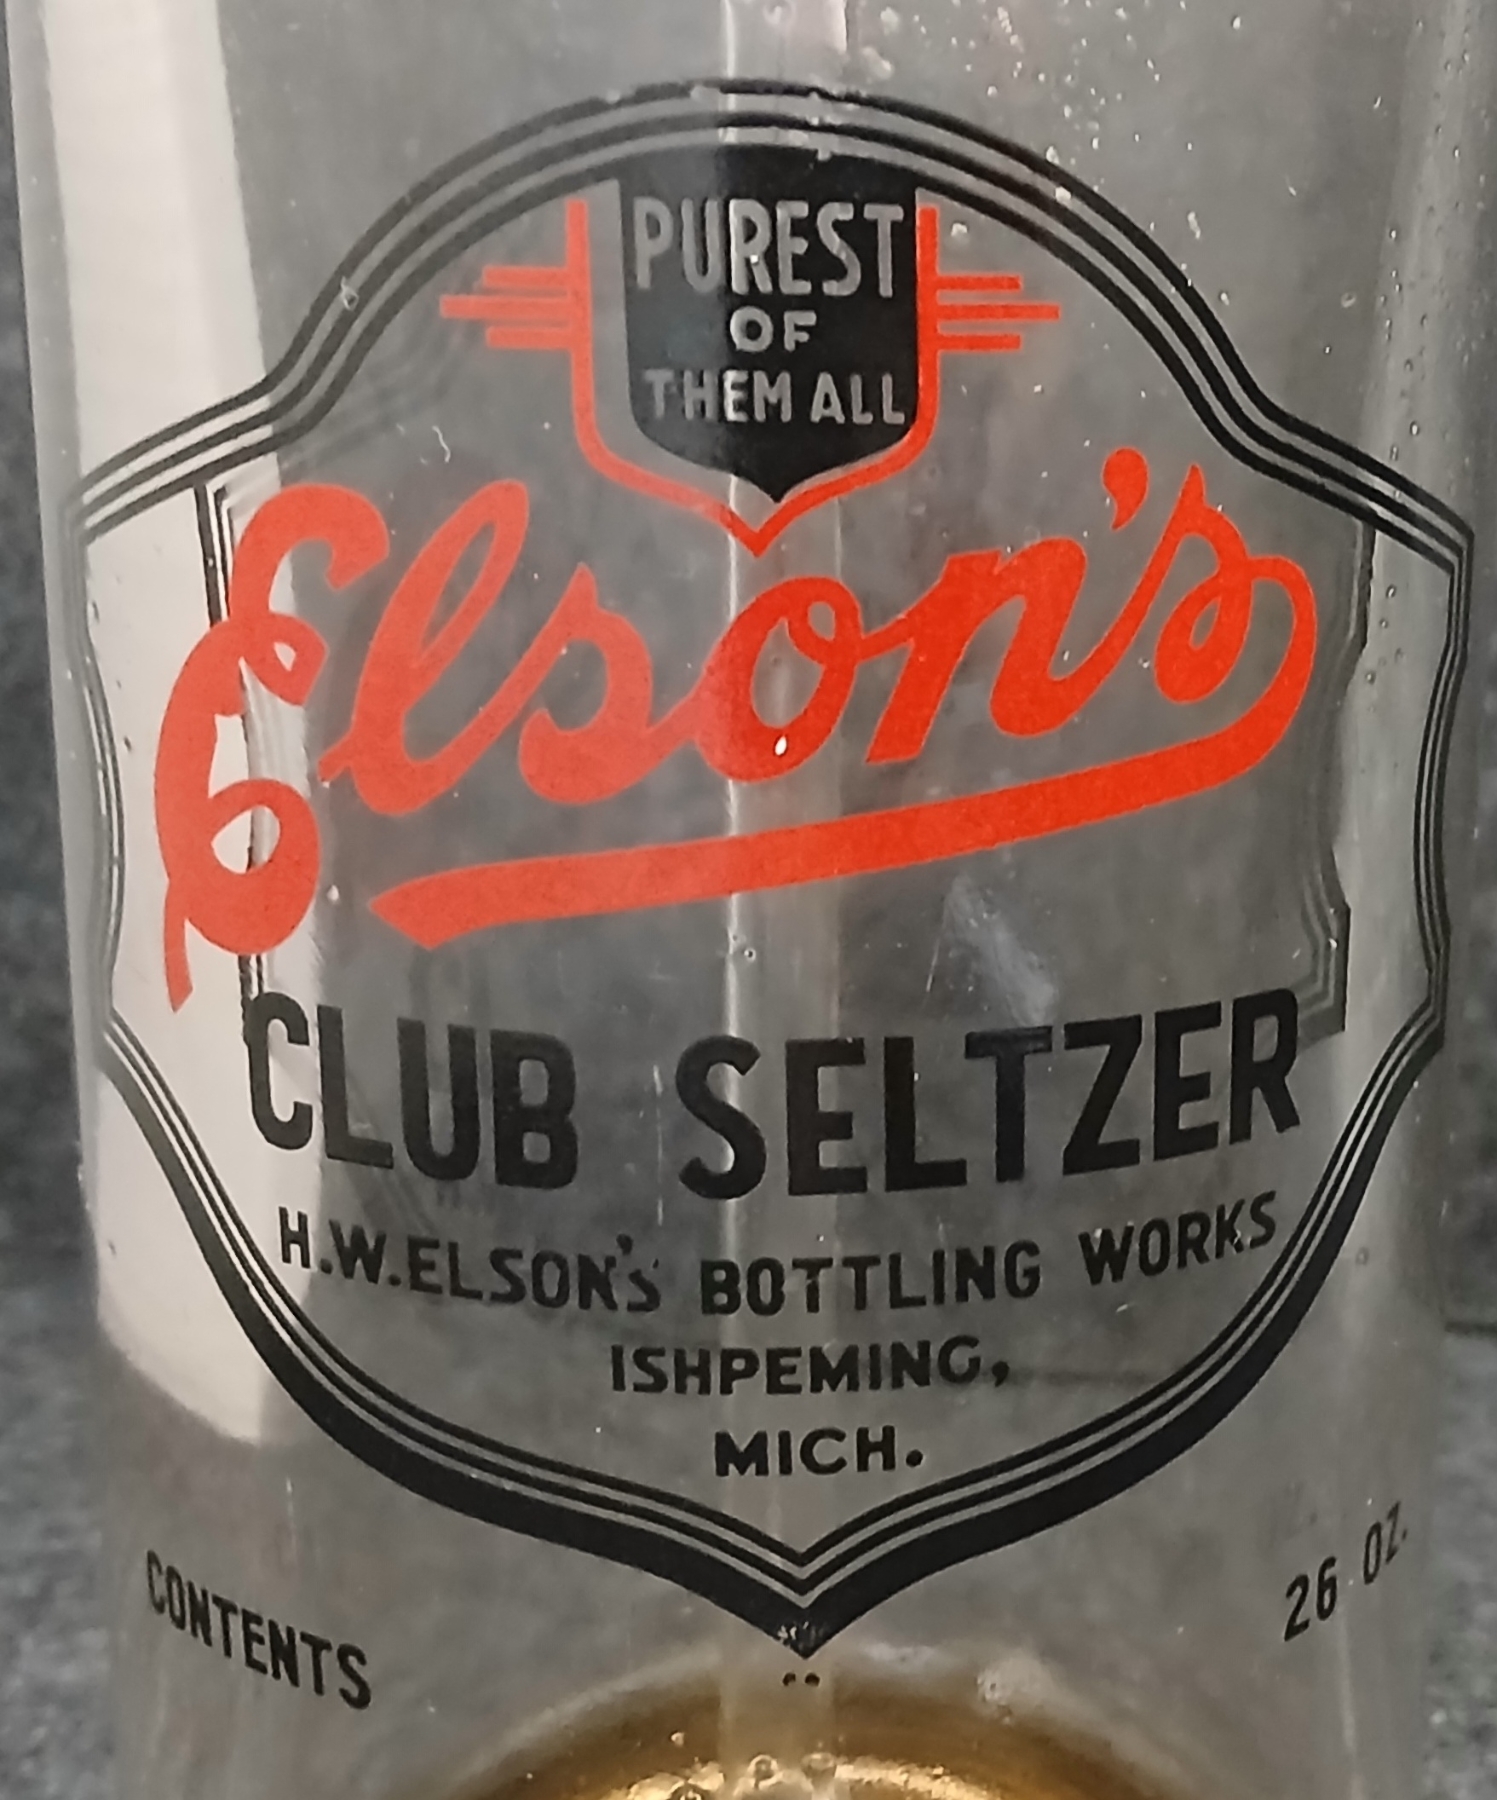 PUREST
OF
THEM ALL
Elson's
CLUB SELTZER
H.W.ELSON'S BOTTLING WORKS
ISHPEMING,
MICH.
CONTENTS 26 OZ.